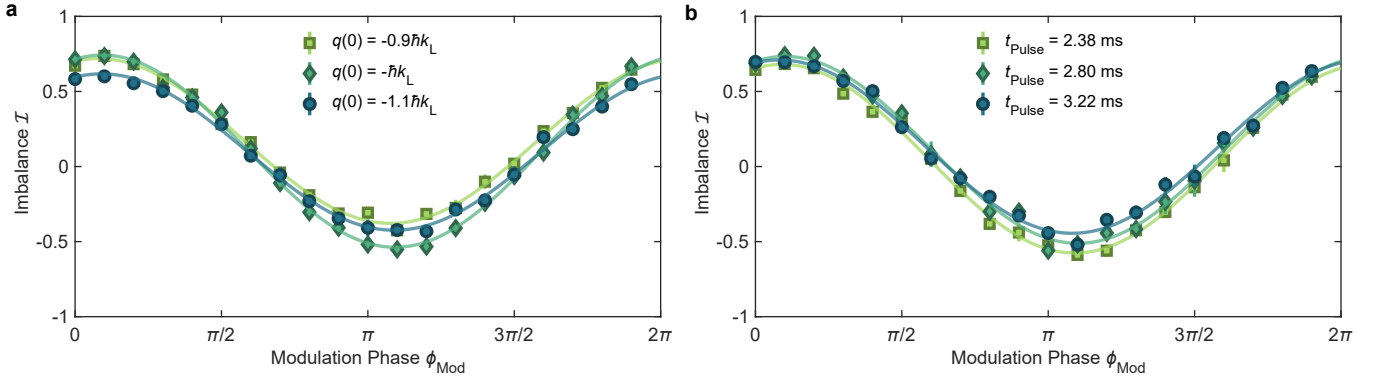 a
1
0.5
0
-0.5
-1
Imbalance ℐ
q(0) = -0.9ħk_L
q(0) = -ħk_L
q(0) = -1.1ħk_L
0 π/2 π 3π/2 2π
Modulation Phase ϕ_Mod
b
1
0.5
0
-0.5
-1
Imbalance ℐ
t_Pulse = 2.38 ms
t_Pulse = 2.80 ms
t_Pulse = 3.22 ms
0 π/2 π 3π/2 2π
Modulation Phase ϕ_Mod